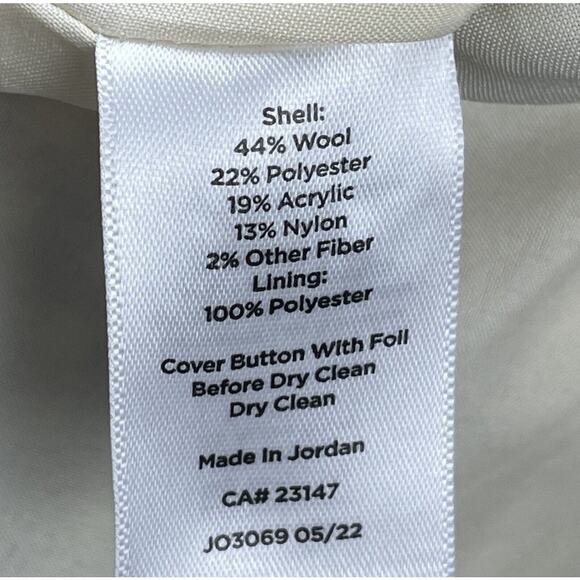 Shell:
44% Wool
22% Polyester
19% Acrylic
13% Nylon
2% Other Fiber
Lining:
100% Polyester
Cover Button With Foil
Before Dry Clean
Dry Clean
Made In Jordan
CA# 23147
JO3069 05/22